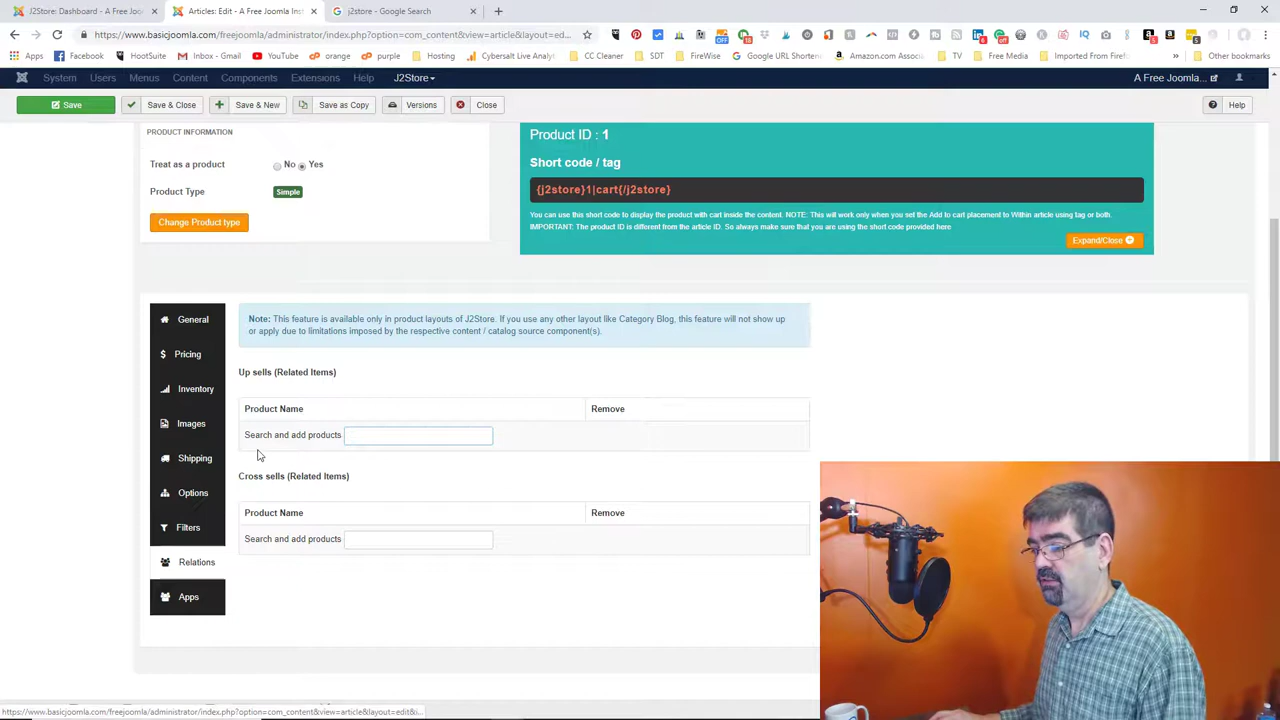 J2Store: Dashboard - A Free Joo
Articles: Edit - A Free Joomla Inst
j2store - Google Search
https://www.basicjoomla.com/freejoomla/administrator/index.php?option=com_content&view=article&layout=ed...
Apps Facebook HootSuite Inbox - Gmail YouTube orange purple Hosting Cybersalt Live Analy CC Cleaner SDT FireWise Google URL Shorten Amazon.com Associ TV Free Media Imported From Firef » Other bookmarks
System Users Menus Content Components Extensions Help J2Store A Free Joomla...
Save Save & Close Save & New Save as Copy Versions Close Help
PRODUCT INFORMATION
Treat as a product No Yes
Product Type Simple
Change Product type
Product ID : 1
Short code / tag
{j2store}1|cart{/j2store}
You can use this short code to display the product with cart inside the content. NOTE: This will work only when you set the Add to cart placement to Within article using tag or both.
IMPORTANT: The product ID is different from the article ID. So always make sure that you are using the short code provided here
Expand/Close
General
Pricing
Inventory
Images
Shipping
Options
Filters
Relations
Apps
Note: This feature is available only in product layouts of J2Store. If you use any other layout like Category Blog, this feature will not show up
or apply due to limitations imposed by the respective content / catalog source component(s).
Up sells (Related Items)
Product Name Remove
Search and add products
Cross sells (Related Items)
Product Name Remove
Search and add products
https://www.basicjoomla.com/freejoomla/administrator/index.php?option=com_content&view=article&layout=edit&i...